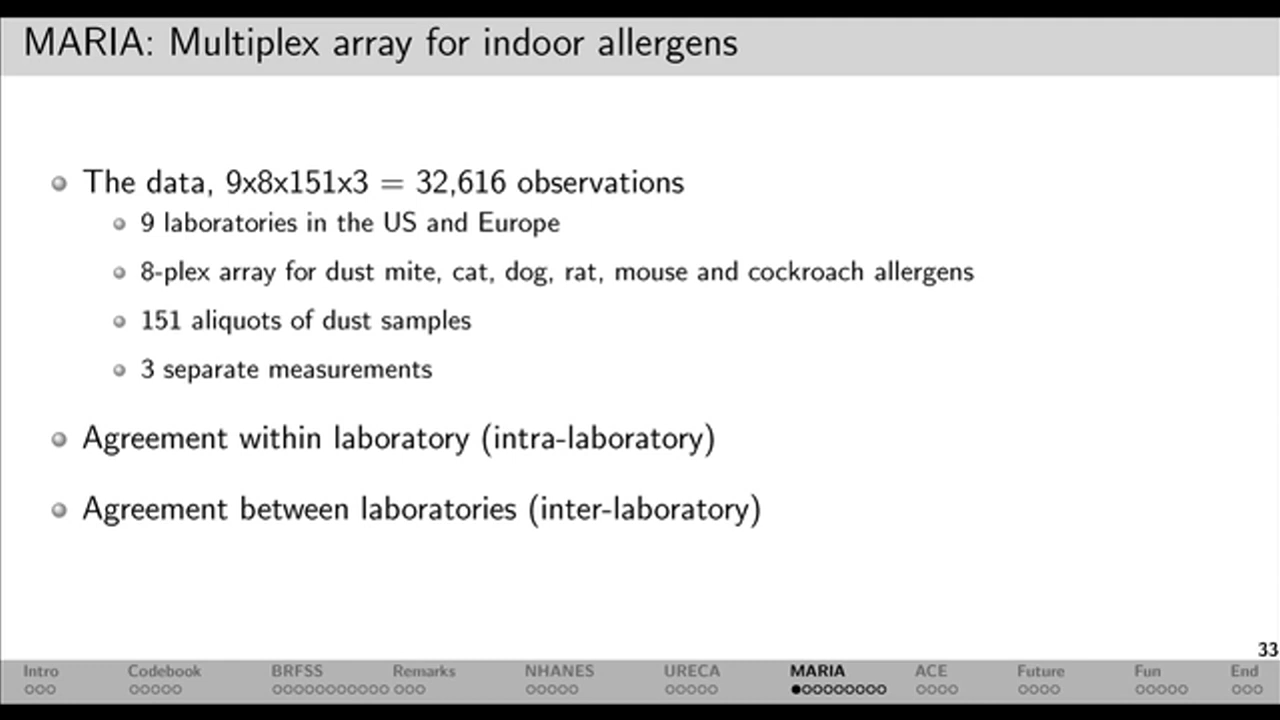 MARIA: Multiplex array for indoor allergens
The data, 9x8x151x3 = 32,616 observations
9 laboratories in the US and Europe
8-plex array for dust mite, cat, dog, rat, mouse and cockroach allergens
151 aliquots of dust samples
3 separate measurements
Agreement within laboratory (intra-laboratory)
Agreement between laboratories (inter-laboratory)
33
Intro Codebook BRFSS Remarks NHANES URECA MARIA ACE Future Fun End